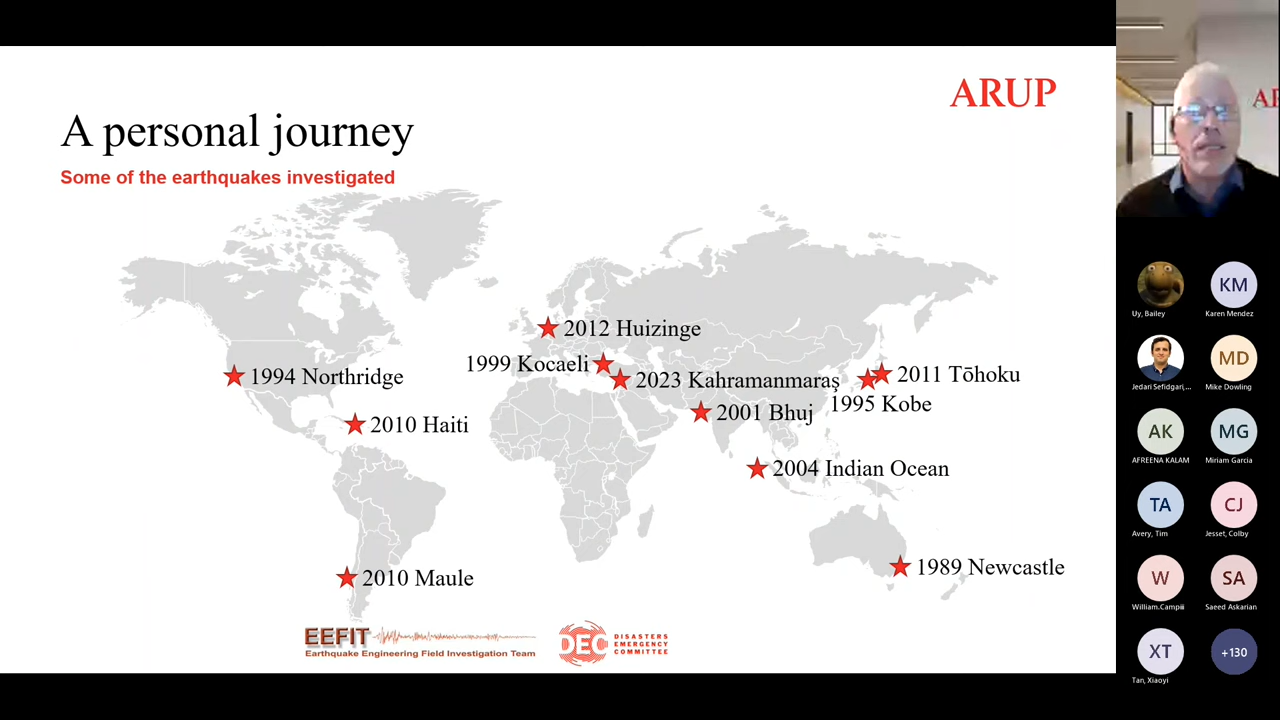 ARUP
A personal journey
Some of the earthquakes investigated
2012 Huizinge
1999 Kocaeli
2023 Kahramanmaraş
2011 Tōhoku
1994 Northridge
1995 Kobe
2001 Bhuj
2010 Haiti
2004 Indian Ocean
1989 Newcastle
2010 Maule
EEFIT
Earthquake Engineering Field Investigation Team
DEC
DISASTERS
EMERGENCY
COMMITTEE
AR
Uy, Bailey
KM
Karen Mendez
Jedari Sefidgari,...
MD
Mike Dowling
AK
AFREENA KALAM
MG
Miriam Garcia
TA
Avery, Tim
CJ
Jesset, Colby
W
SA
Saeed Askarian
XT
Tan, Xiaoyi
+130